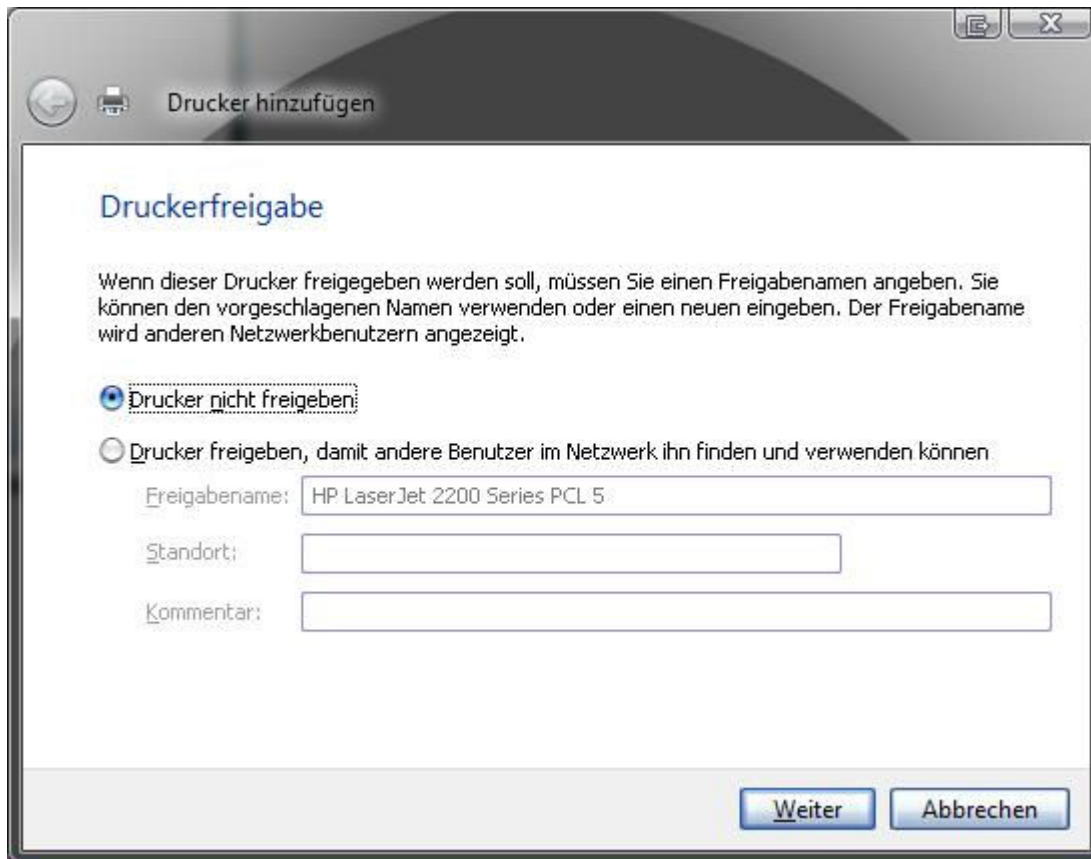 Drucker hinzufügen
Druckerfreigabe
Wenn dieser Drucker freigegeben werden soll, müssen Sie einen Freigabenamen angeben. Sie
können den vorgeschlagenen Namen verwenden oder einen neuen eingeben. Der Freigabename
wird anderen Netzwerkbenutzern angezeigt.
Drucker nicht freigeben
Drucker freigeben, damit andere Benutzer im Netzwerk ihn finden und verwenden können
Freigabename: HP LaserJet 2200 Series PCL 5
Standort:
Kommentar:
Weiter Abbrechen